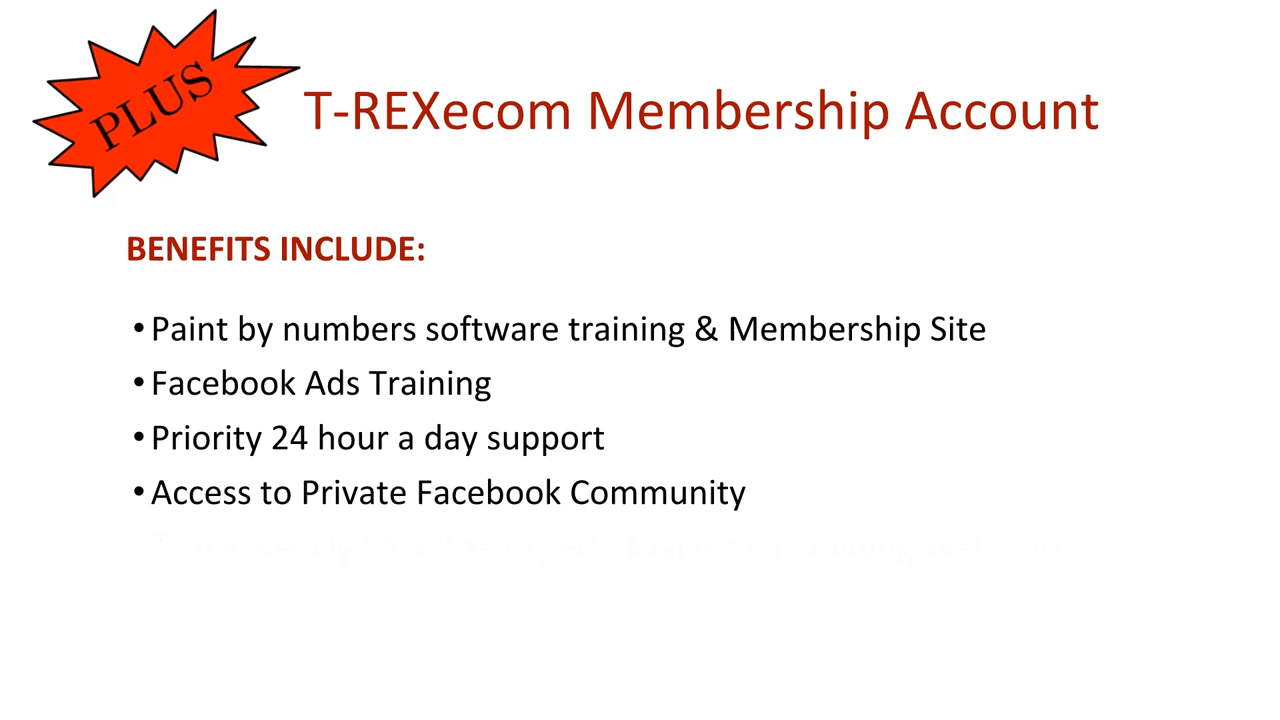 PLUS
T-REXecom Membership Account
BENEFITS INCLUDE:
•Paint by numbers software training & Membership Site
•Facebook Ads Training
•Priority 24 hour a day support
•Access to Private Facebook Community